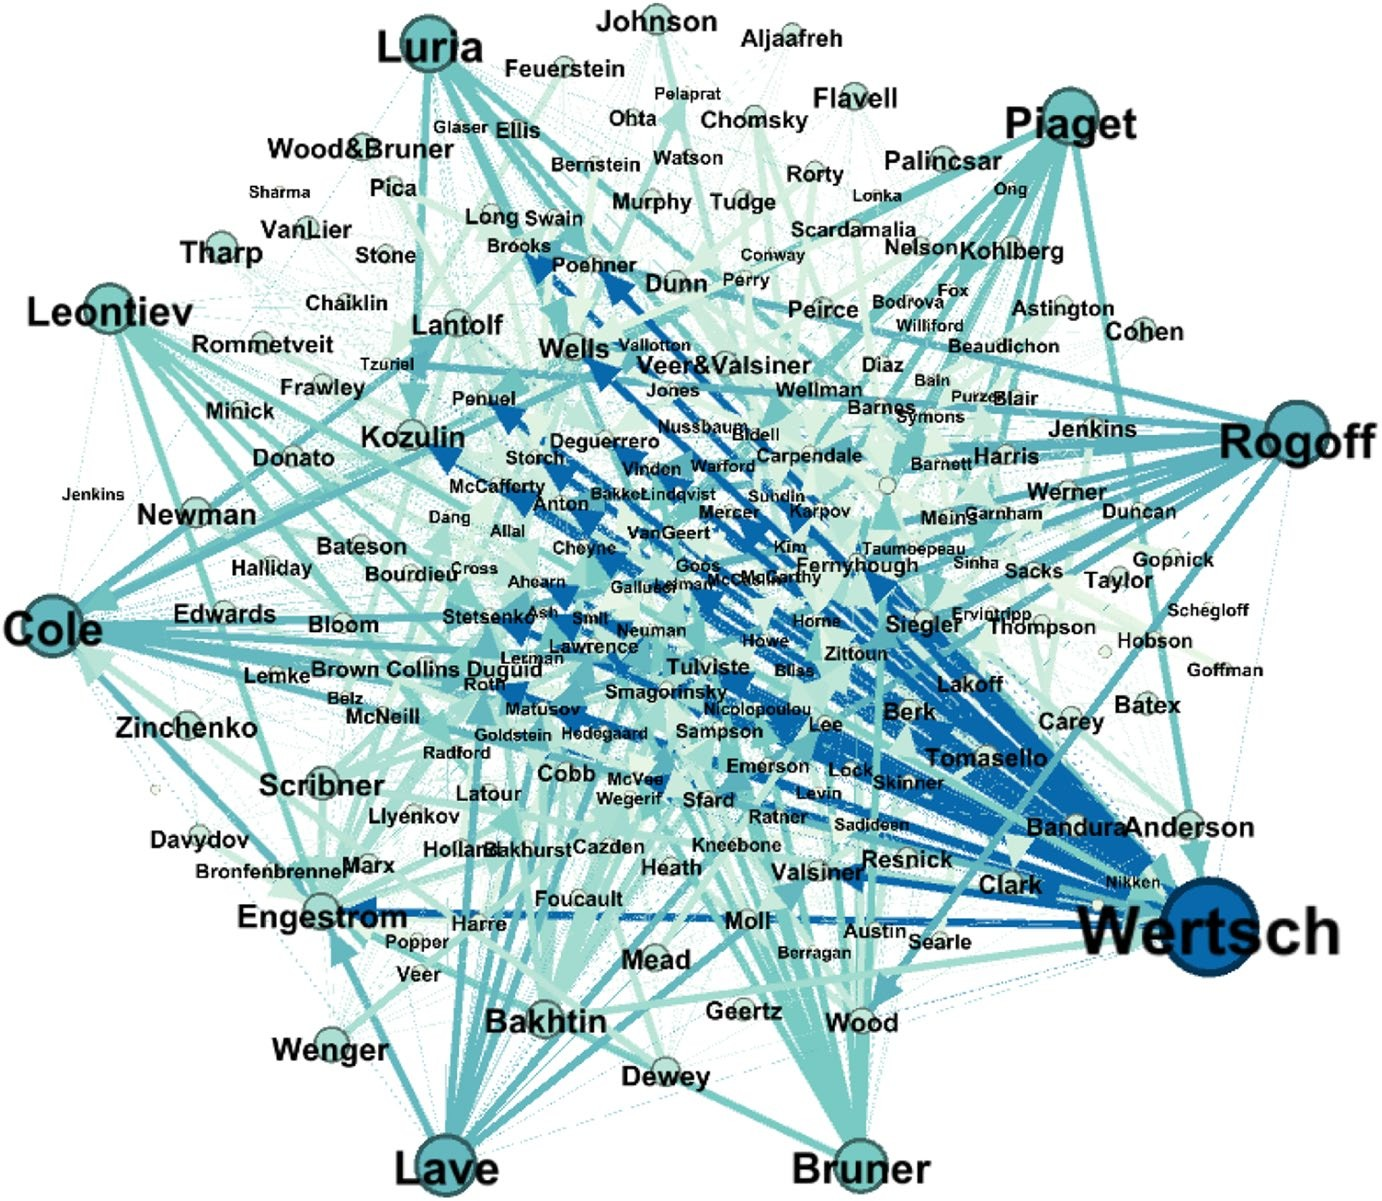 Johnson
Luria
Aljaafreh
Feuerstein
Pelaprat
Flavell
Ohta
Chomsky
Piaget
Glaser
Ellis
Wood&Bruner
Bernstein
Watson
Palincsar
Rorty
Pica
Sharma
Ong
Lonka
Murphy
Tudge
Long
Swain
VanLier
Scardamalia
Tharp
Stone
Brooks
Nelson
Kohlberg
Poehner
Conway
Dunn
Perry
Leontiev
Chaiklin
Peirce
Bodrova
Fox
Astington
Lantolf
Williford
Cohen
Rommetveit
Wells
Vallotton
Beaudichon
Tzuriel
Veer&Valsiner
Diaz
Frawley
Jones
Wellman
Bain
Penuel
Purzer
Blair
Minick
Barnes
Symons
Kozulin
Deguerrero
Nussbaum
Bidell
Jenkins
Rogoff
Donato
Storch
Vinden
Warford
Carpendale
Barnett
Harris
Jenkins
McCafferty
Anton
Bakker
Lindqvist
Sundin
Werner
Newman
Dang
Mercer
Karpov
Meins
Garnham
Duncan
Allal
VanGeert
Bateson
Cheyne
Kim
Taumoepeau
Halliday
Bourdieu
Cross
Goos
Fernyhough
Sinha
Sacks
Gopnick
Ahearn
Gallusci
Leiman
McCaslin
McCarthy
Taylor
Cole
Edwards
Bloom
Stetsenko
Ash
Smit
Horne
Siegler
Ervintripp
Thompson
Schegloff
Neuman
Howe
Hobson
Lawrence
Zittoun
Lemke
Brown Collins Duguid
Lerman
Tulviste
Bliss
Goffman
Roth
Smagorinsky
Lakoff
Belz
McNeill
Matusov
Nicolopoulou
Berk
Batex
Zinchenko
Goldstein
Hedegaard
Sampson
Lee
Carey
Radford
Tomasello
Scribner
Cobb
McVee
Emerson
Lock
Skinner
Latour
Wegerif
Sfard
Levin
Llyenkov
Ratner
Sadideen
Bandura
Anderson
Davydov
Holland
Bakhurst
Cazden
Kneebone
Bronfenbrenner
Marx
Heath
Valsiner
Resnick
Clark
Nikken
Foucault
Engestrom
Harre
Moll
Wertsch
Popper
Austin
Searle
Veer
Mead
Berragan
Bakhtin
Geertz
Wood
Wenger
Dewey
Lave
Bruner